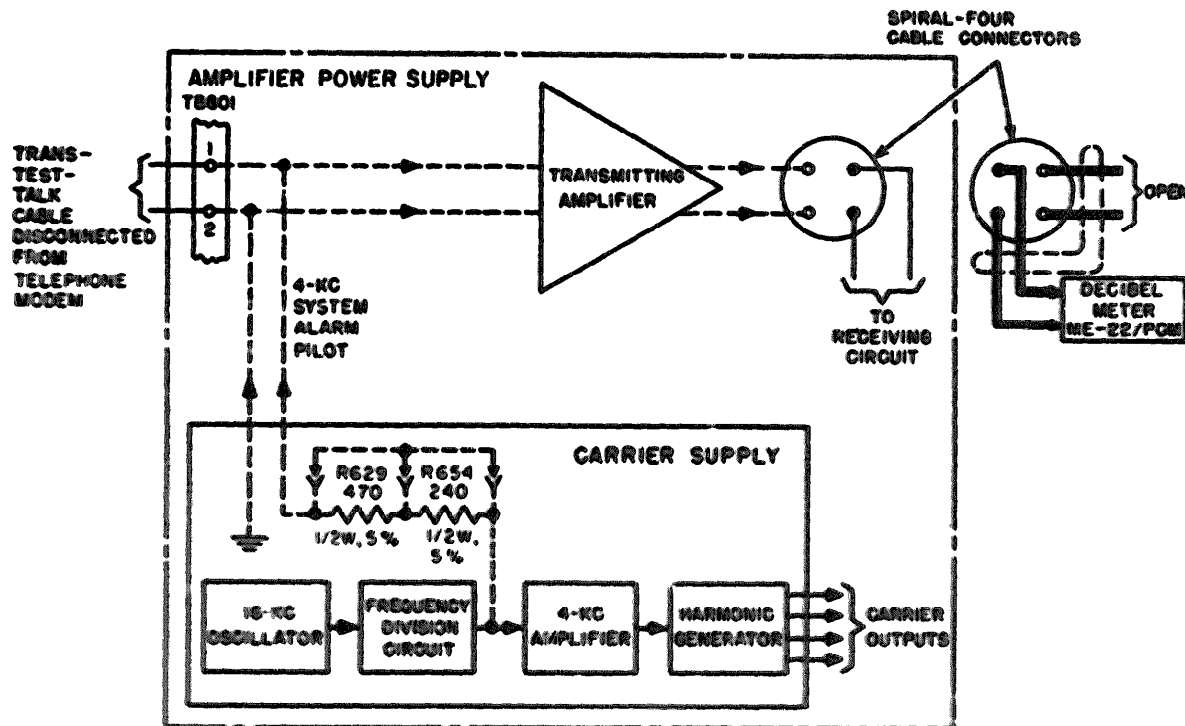 SPIRAL-FOUR
CABLE CONNECTORS
AMPLIFIER POWER SUPPLY
TB601
1
2
TRANS-
TEST-
TALK
CABLE
DISCONNECTED
FROM
TELEPHONE
MODEM
TRANSMITTING
AMPLIFIER
OPEN
4-KC
SYSTEM
ALARM
PILOT
TO
RECEIVING
CIRCUIT
DECIBEL
METER
ME-22/PCM
CARRIER SUPPLY
R629
470
1/2W, 5%
R654
240
1/2W,
5%
16-KC
OSCILLATOR
FREQUENCY
DIVISION
CIRCUIT
4-KC
AMPLIFIER
HARMONIC
GENERATOR
CARRIER
OUTPUTS